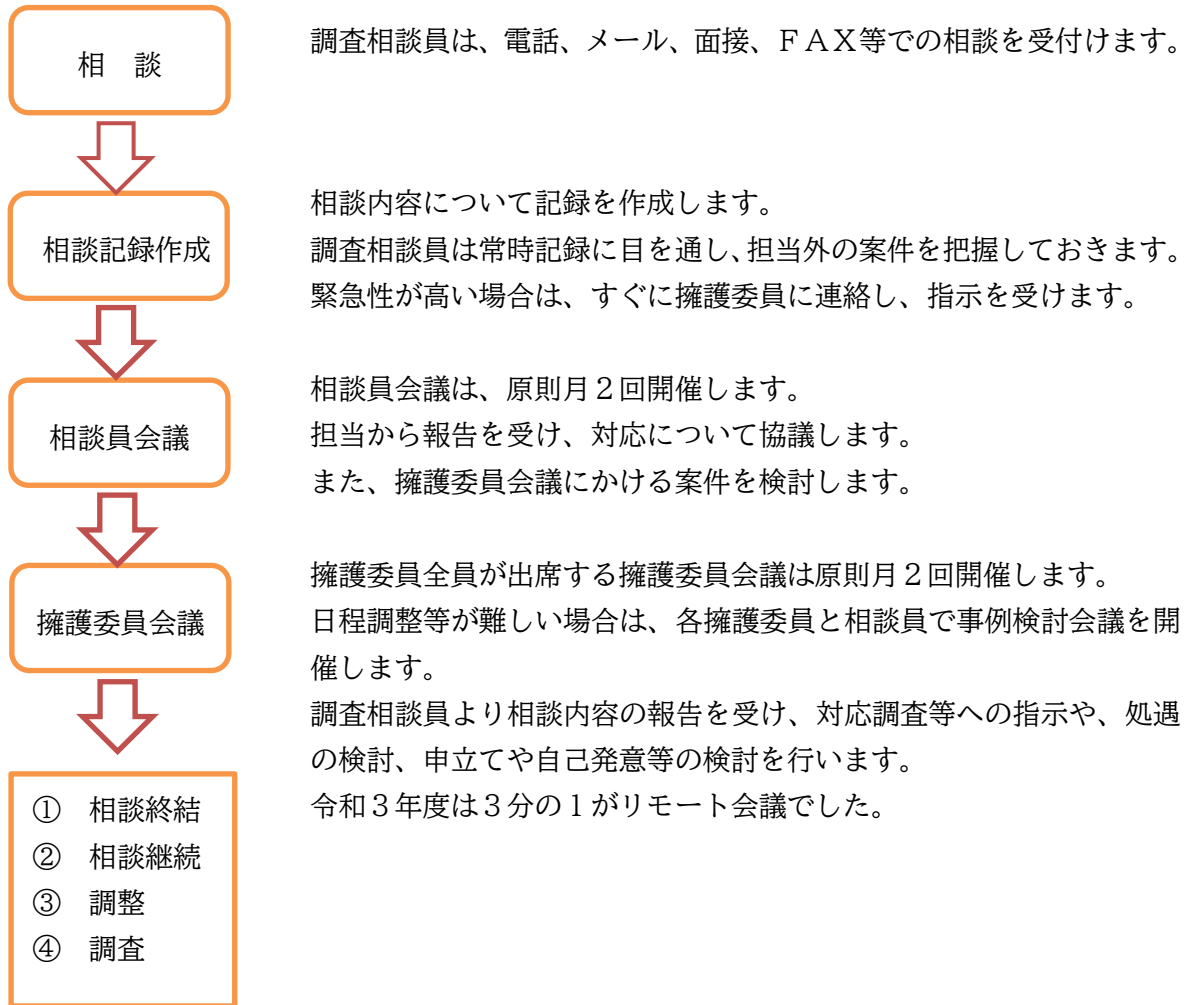 相　談
調査相談員は、電話、メール、面接、ＦＡＸ等での相談を受付けます。
相談記録作成
相談内容について記録を作成します。
調査相談員は常時記録に目を通し、担当外の案件を把握しておきます。
緊急性が高い場合は、すぐに擁護委員に連絡し、指示を受けます。
相談員会議
相談員会議は、原則月２回開催します。
担当から報告を受け、対応について協議します。
また、擁護委員会議にかける案件を検討します。
擁護委員会議
擁護委員全員が出席する擁護委員会議は原則月２回開催します。
日程調整等が難しい場合は、各擁護委員と相談員で事例検討会議を開
催します。
調査相談員より相談内容の報告を受け、対応調査等への指示や、処遇
の検討、申立てや自己発意等の検討を行います。
令和３年度は３分の１がリモート会議でした。
①　相談終結
②　相談継続
③　調整
④　調査